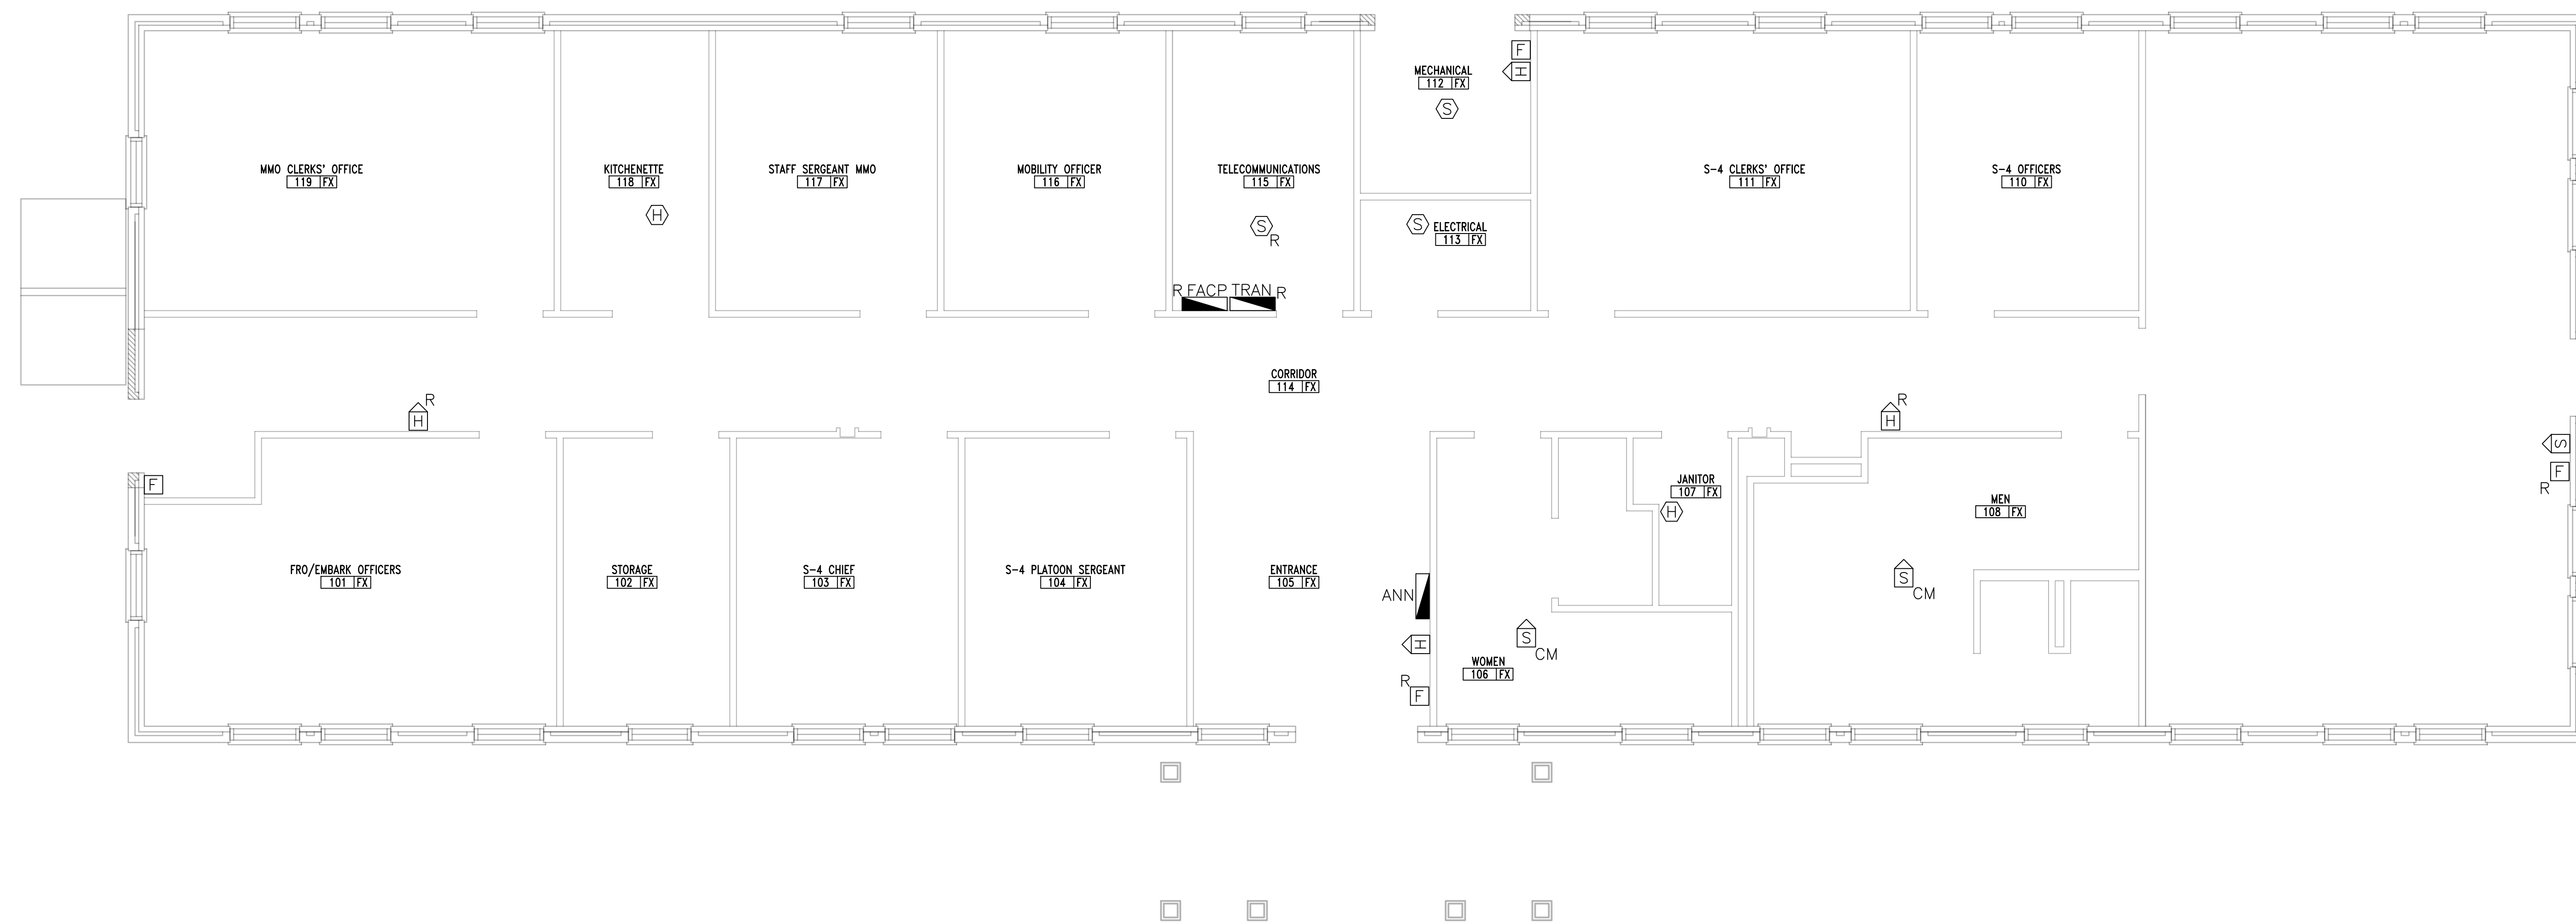 F
H
MECHANICAL
112 FX
S
MMO CLERKS' OFFICE
119 FX
KITCHENETTE
118 FX
H
STAFF SERGEANT MMO
117 FX
MOBILITY OFFICER
116 FX
TELECOMMUNICATIONS
115 FX
S
R
S
ELECTRICAL
113 FX
S-4 CLERKS' OFFICE
111 FX
S-4 OFFICERS
110 FX
R FACP TRAN R
CORRIDOR
114 FX
R
H
R
H
S
F
R
F
JANITOR
107 FX
H
MEN
108 FX
S
CM
FRO/EMBARK OFFICERS
101 FX
STORAGE
102 FX
S-4 CHIEF
103 FX
S-4 PLATOON SERGEANT
104 FX
ENTRANCE
105 FX
ANN
H
R
F
S
CM
WOMEN
106 FX